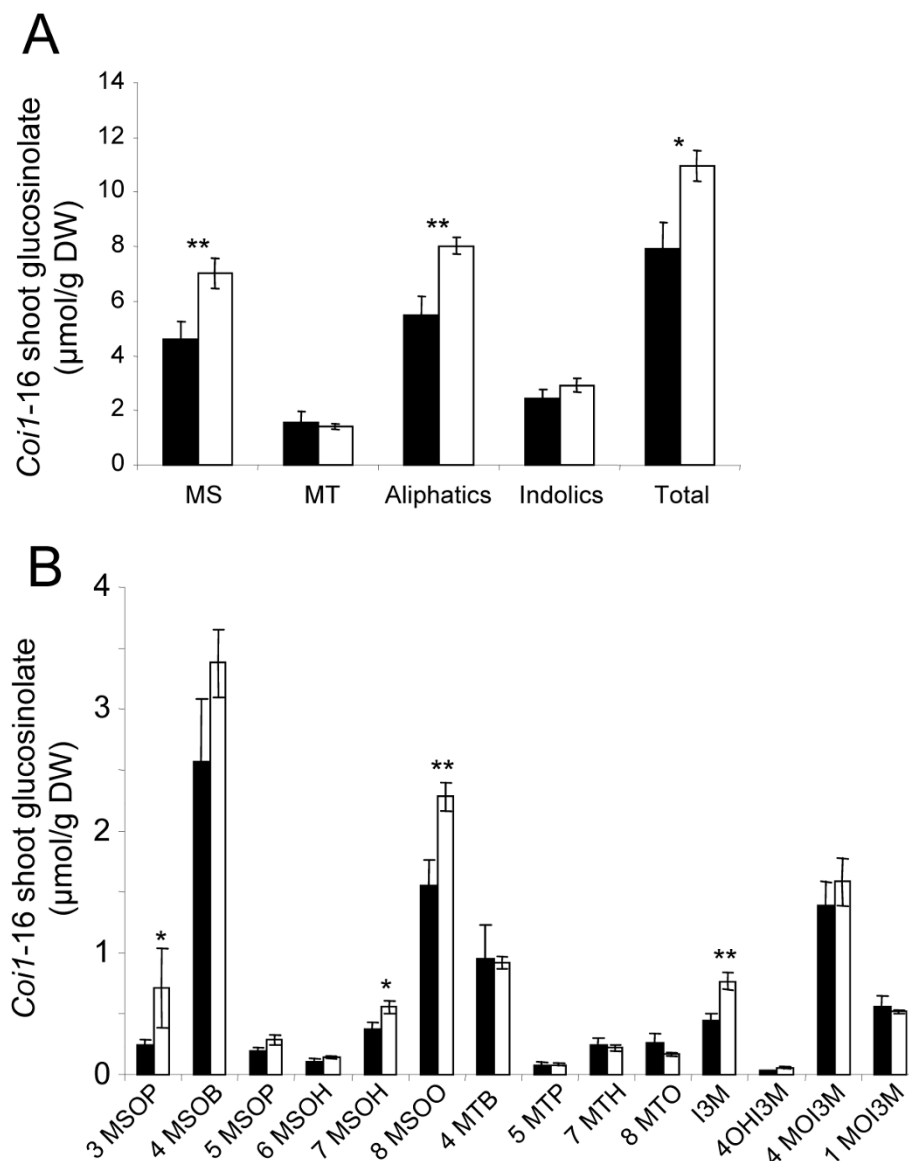 A
Coi1-16 shoot glucosinolate
(µmol/g DW)
14
12
10
8
6
4
2
0
**
**
*
MS MT Aliphatics Indolics Total
B
Coi1-16 shoot glucosinolate
(µmol/g DW)
4
3
2
1
0
*
*
**
**
3 MSOP 4 MSOB 5 MSOP 6 MSOH 7 MSOH 8 MSOO 4 MTB 5 MTP 7 MTH 8 MTO I3M 4OHI3M 4 MOI3M 1 MOI3M